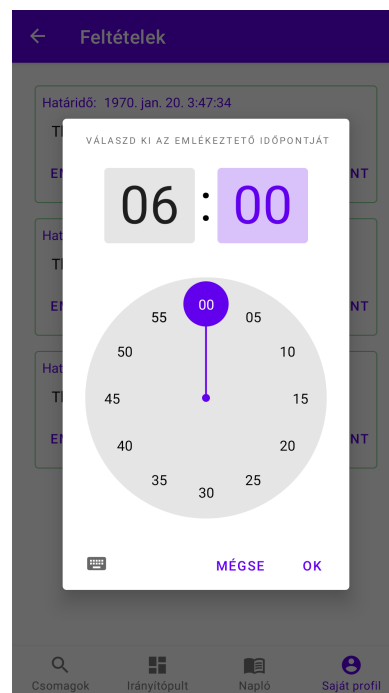 Feltételek
Határidő: 1970. jan. 20. 3:47:34
VÁLASZD KI AZ EMLÉKEZTETŐ IDŐPONTJÁT
06:00
00
55 05
50 10
45 15
40 20
35 25
30
MÉGSE OK
Csomagok Irányítópult Napló Saját profil